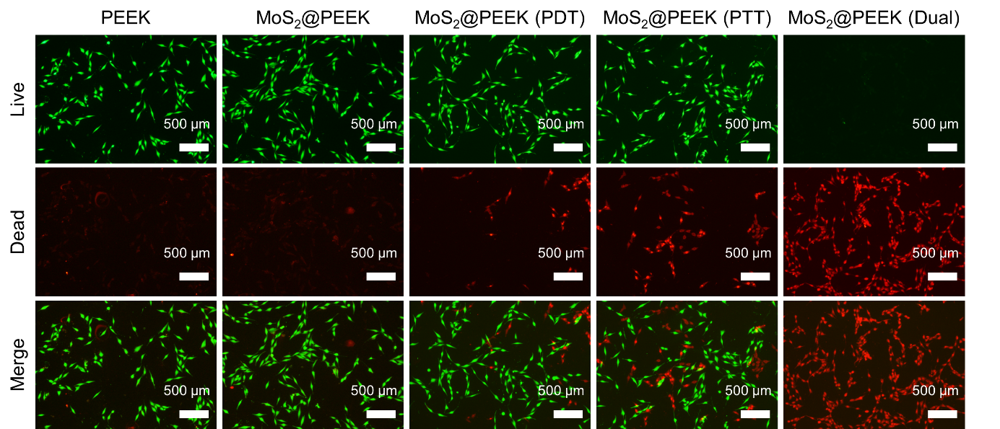 PEEK MoS₂@PEEK MoS₂@PEEK (PDT) MoS₂@PEEK (PTT) MoS₂@PEEK (Dual)
Live
500 μm 500 μm 500 μm 500 μm 500 μm
Dead
500 μm 500 μm 500 μm 500 μm 500 μm
Merge
500 μm 500 μm 500 μm 500 μm 500 μm